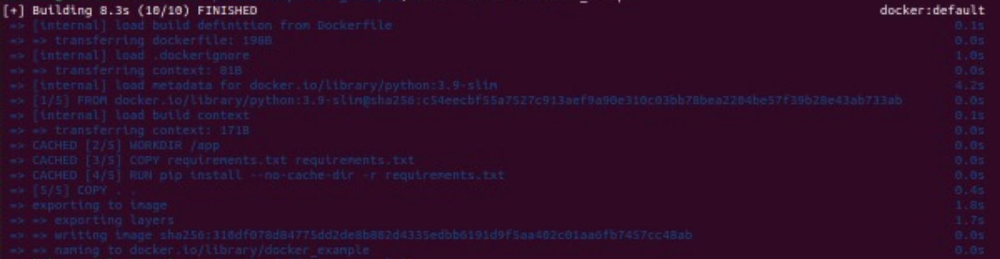 [+] Building 8.3s (10/10) FINISHED docker:default
=> [internal] load build definition from Dockerfile 0.1s
=> => transferring dockerfile: 198B 0.0s
=> [internal] load .dockerignore 1.0s
=> => transferring context: 81B 0.0s
=> [internal] load metadata for docker.io/library/python:3.9-slim 4.2s
=> [1/5] FROM docker.io/library/python:3.9-slim@sha256:c54eecbf55a7527c913aef9a90e310c03bb78bea2204be57f39b28e43ab733ab 0.0s
=> [internal] load build context 0.1s
=> => transferring context: 171B 0.0s
=> CACHED [2/5] WORKDIR /app 0.0s
=> CACHED [3/5] COPY requirements.txt requirements.txt 0.0s
=> CACHED [4/5] RUN pip install --no-cache-dir -r requirements.txt 0.0s
=> [5/5] COPY . . 0.4s
=> exporting to image 1.8s
=> => exporting layers 1.7s
=> => writing image 0.0s
=> => naming to docker.io/library/docker_example 0.0s